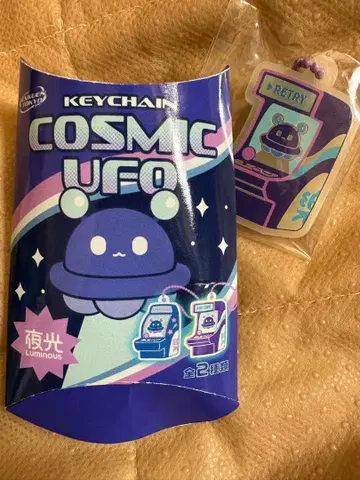 KEYCHAIN
COSMIC
UFO
夜光
Luminous
全2種類
RETRY